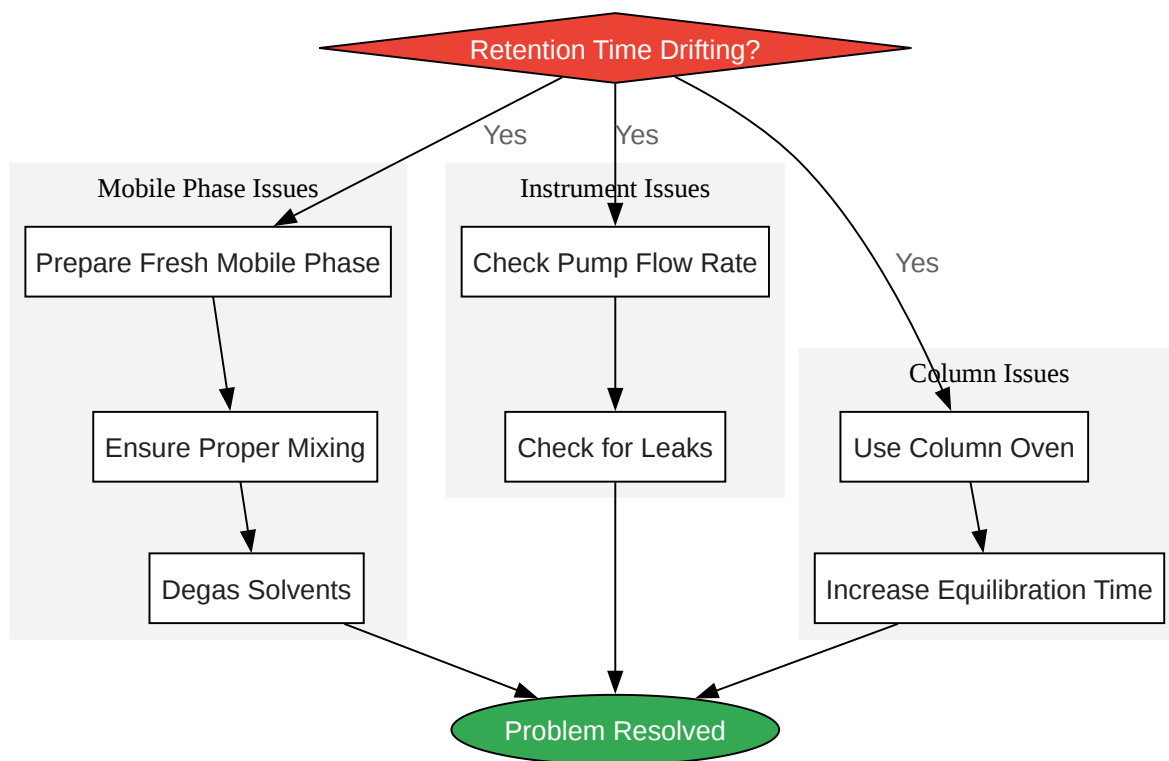 Retention Time Drifting?
Yes
Yes
Mobile Phase Issues
Instrument Issues
Prepare Fresh Mobile Phase
Check Pump Flow Rate
Yes
Column Issues
Ensure Proper Mixing
Check for Leaks
Use Column Oven
Degas Solvents
Increase Equilibration Time
Problem Resolved